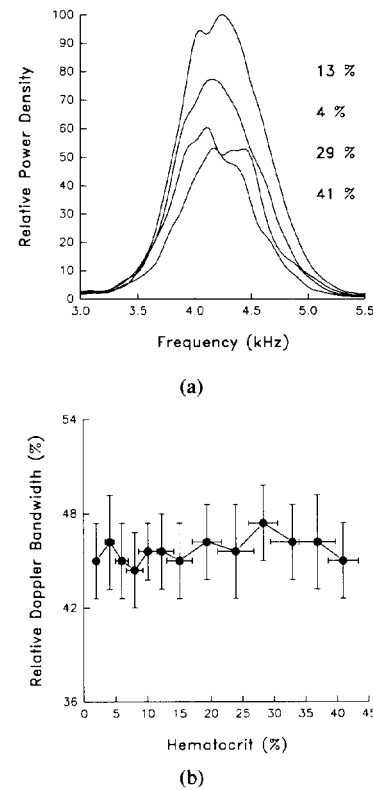 100
90
80
70
60
50
40
30
20
10
0
Relative Power Density
13 %
4 %
29 %
41 %
3.0 3.5 4.0 4.5 5.0 5.5
Frequency (kHz)
(a)
54
48
42
36
Relative Doppler Bandwidth (%)
0 5 10 15 20 25 30 35 40 45
Hematocrit (%)
(b)